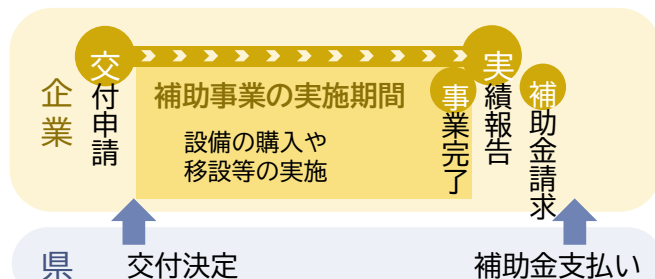 企業
交付申請
補助事業の実施期間
設備の購入や
移設等の実施
事業完了
実績報告
補助金請求
県
交付決定
補助金支払い